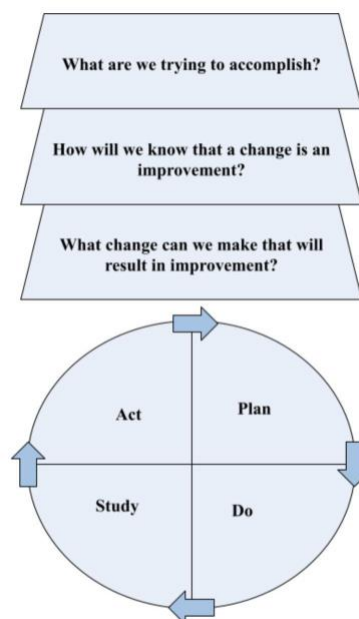 What are we trying to accomplish?
How will we know that a change is an
improvement?
What change can we make that will
result in improvement?
Act
Plan
Study
Do